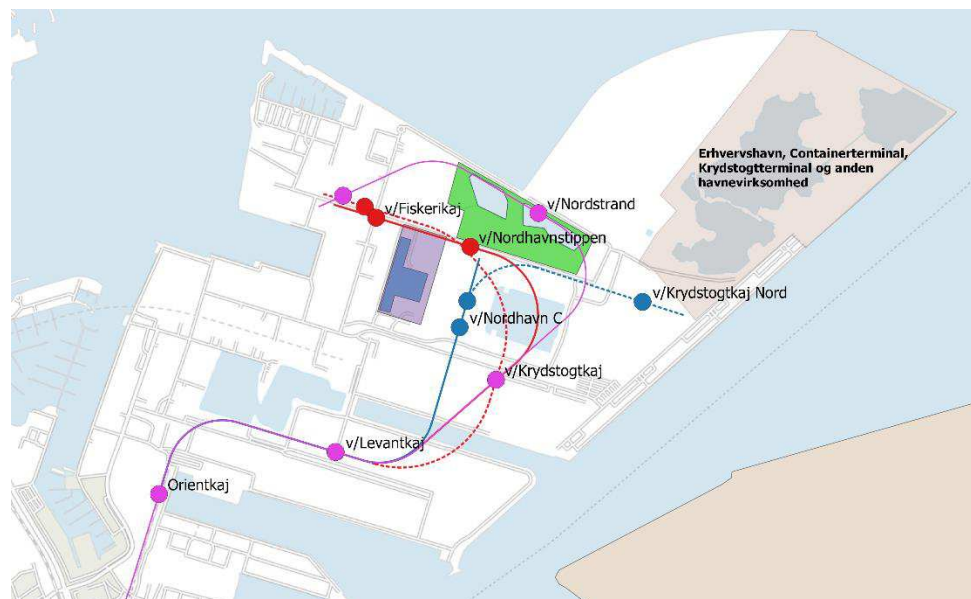 Erhvervshavn, Containerterminal,
Krydstogtterminal og anden
havnevirksomhed
v/Nordstrand
v/Fiskerikaj
v/Nordhavnstippen
v/Krydstogtkaj Nord
v/Nordhavn C
v/Krydstogtkaj
v/Levantkaj
Orientkaj